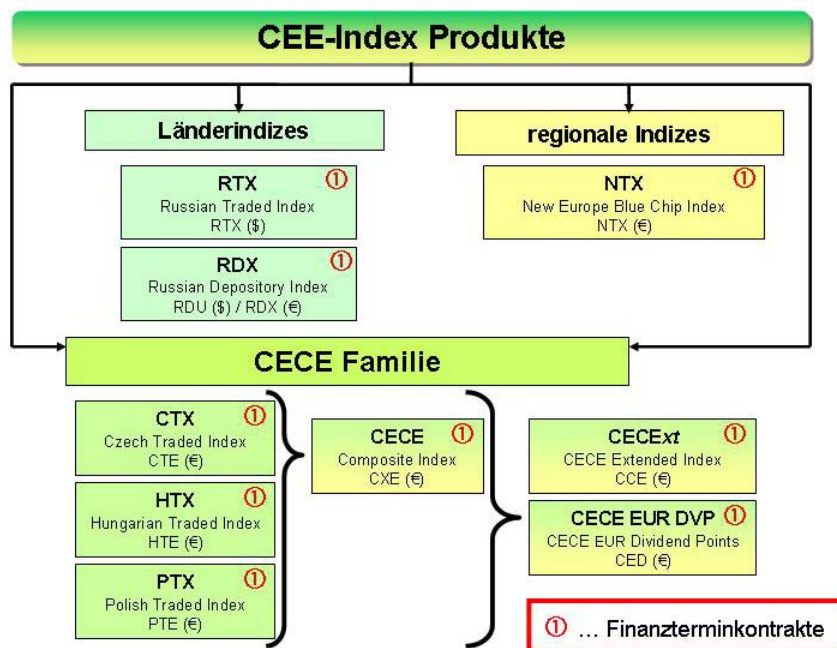 CEE-Index Produkte
Länderindizes
RTX ①
Russian Traded Index
RTX ($)
RDX ①
Russian Depository Index
RDU ($) / RDX (€)
regionale Indizes
NTX ①
New Europe Blue Chip Index
NTX (€)
CECE Familie
CTX ①
Czech Traded Index
CTE (€)
HTX ①
Hungarian Traded Index
HTE (€)
PTX ①
Polish Traded Index
PTE (€)
CECE ①
Composite Index
CXE (€)
CECExt ①
CECE Extended Index
CCE (€)
CECE EUR DVP ①
CECE EUR Dividend Points
CED (€)
① ... Finanzterminkontrakte